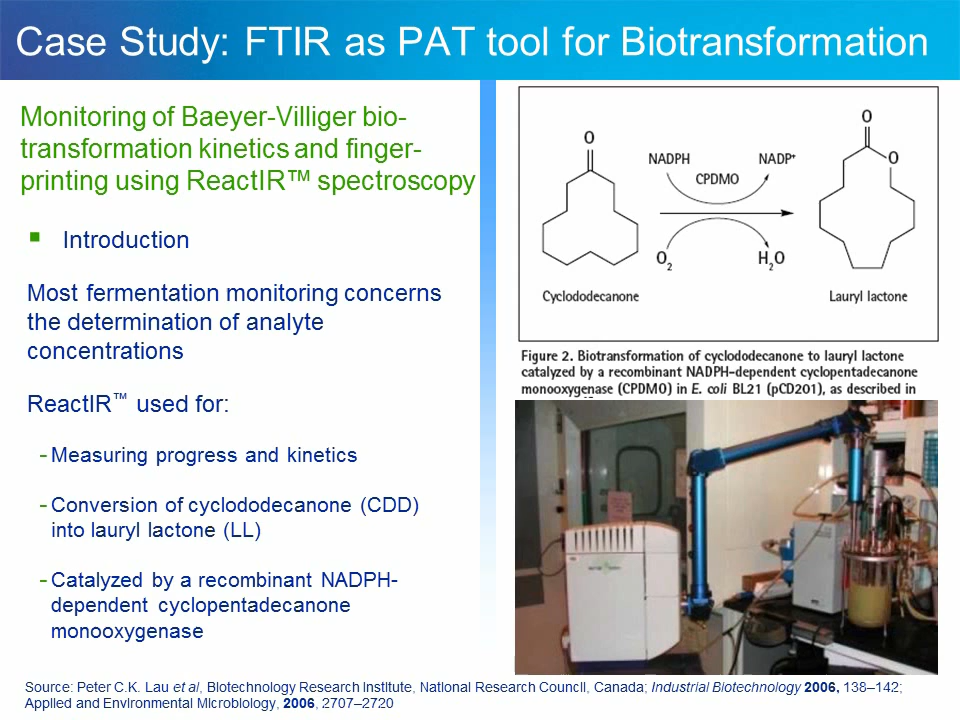 Case Study: FTIR as PAT tool for Biotransformation
Monitoring of Baeyer-Villiger bio-
transformation kinetics and finger-
printing using ReactIR™ spectroscopy
▪ Introduction
Most fermentation monitoring concerns
the determination of analyte
concentrations
ReactIR™ used for:
- Measuring progress and kinetics
- Conversion of cyclododecanone (CDD)
into lauryl lactone (LL)
- Catalyzed by a recombinant NADPH-
dependent cyclopentadecanone
monooxygenase
O
NADPH
NADP⁺
CPDMO
O₂
H₂O
O
O
Cyclododecanone
Lauryl lactone
Figure 2. Biotransformation of cyclododecanone to lauryl lactone
catalyzed by a recombinant NADPH-dependent cyclopentadecanone
monooxygenase (CPDMO) in E. coli BL21 (pCD201), as described in
Source: Peter C.K. Lau et al, Biotechnology Research Institute, National Research Council, Canada; Industrial Biotechnology 2006, 138–142;
Applied and Environmental Microbiology, 2006, 2707–2720